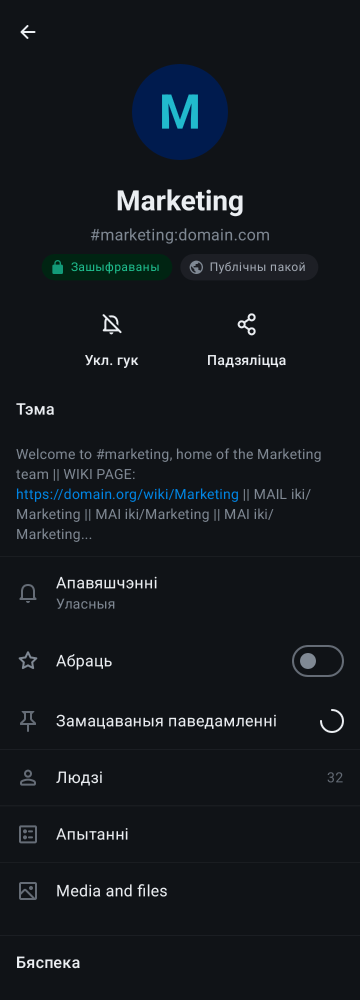 M
Marketing
#marketing:domain.com
Зашыфраваны
Публічны пакой
Укл. гук
Падзяліцца
Тэма
Welcome to #marketing, home of the Marketing
team || WIKI PAGE:
https://domain.org/wiki/Marketing || MAIL iki/
Marketing || MAI iki/Marketing || MAI iki/
Marketing...
Апавяшчэнні
Уласныя
Абраць
Замацаваныя паведамленні
Людзі
32
Апытанні
Media and files
Бяспека